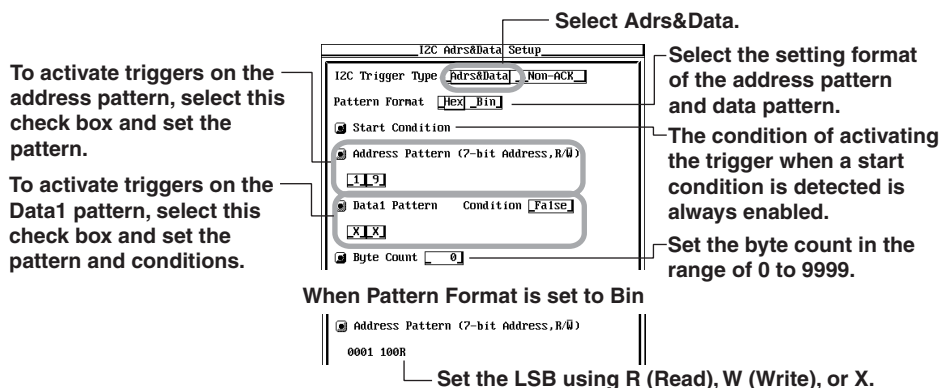 Select Adrs&Data.
I2C Adrs&Data Setup
To activate triggers on the
address pattern, select this
check box and set the
pattern.
I2C Trigger Type Adrs&Data Non-ACK
Select the setting format
of the address pattern
and data pattern.
Pattern Format Hex Bin
Start Condition
The condition of activating
the trigger when a start
condition is detected is
always enabled.
Address Pattern (7-bit Address,R/W̅)
1 9
To activate triggers on the
Data1 pattern, select this
check box and set the
pattern and conditions.
Data1 Pattern Condition False
X X
Byte Count 0
Set the byte count in the
range of 0 to 9999.
When Pattern Format is set to Bin
Address Pattern (7-bit Address,R/W̅)
0001 100R
Set the LSB using R (Read), W (Write), or X.